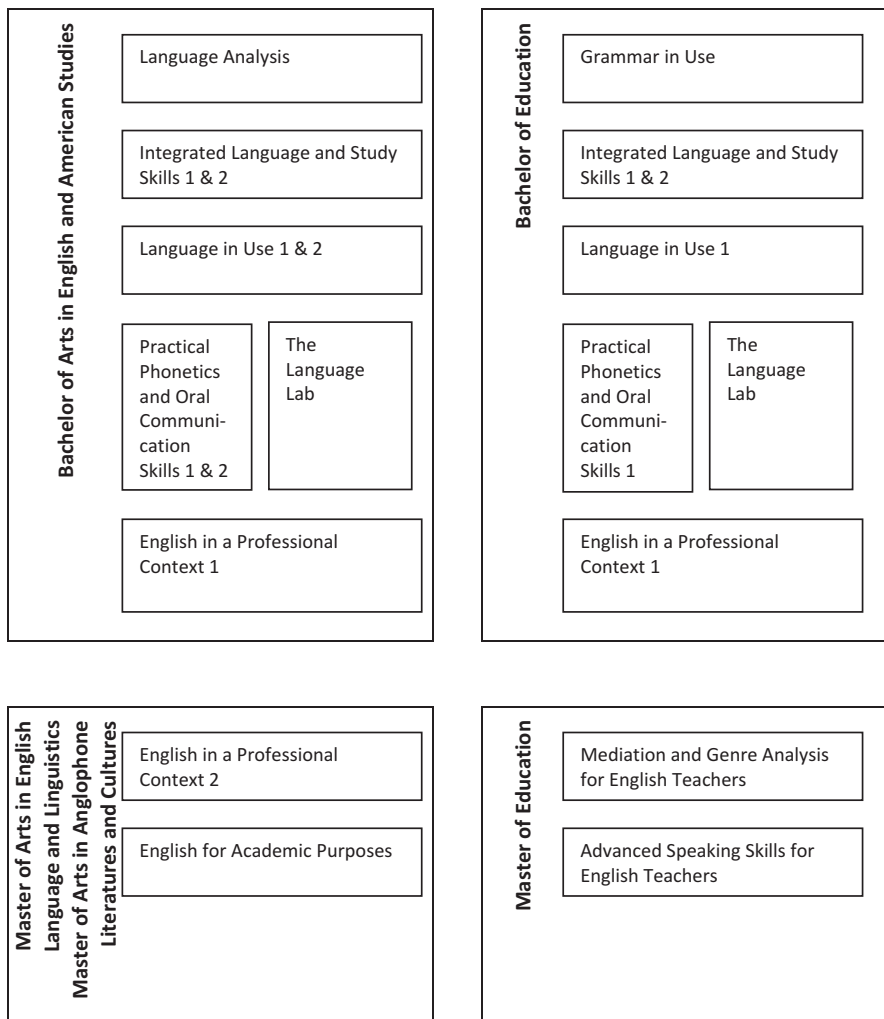 Bachelor of Arts in English and American Studies
Language Analysis
Integrated Language and Study
Skills 1 & 2
Language in Use 1 & 2
Practical
Phonetics
and Oral
Communi-
cation
Skills 1 & 2
The
Language
Lab
English in a Professional
Context 1
Bachelor of Education
Grammar in Use
Integrated Language and Study
Skills 1 & 2
Language in Use 1
Practical
Phonetics
and Oral
Communi-
cation
Skills 1
The
Language
Lab
English in a Professional
Context 1
Master of Arts in English
Language and Linguistics
Master of Arts in Anglophone
Literatures and Cultures
English in a Professional
Context 2
English for Academic Purposes
Master of Education
Mediation and Genre Analysis
for English Teachers
Advanced Speaking Skills for
English Teachers